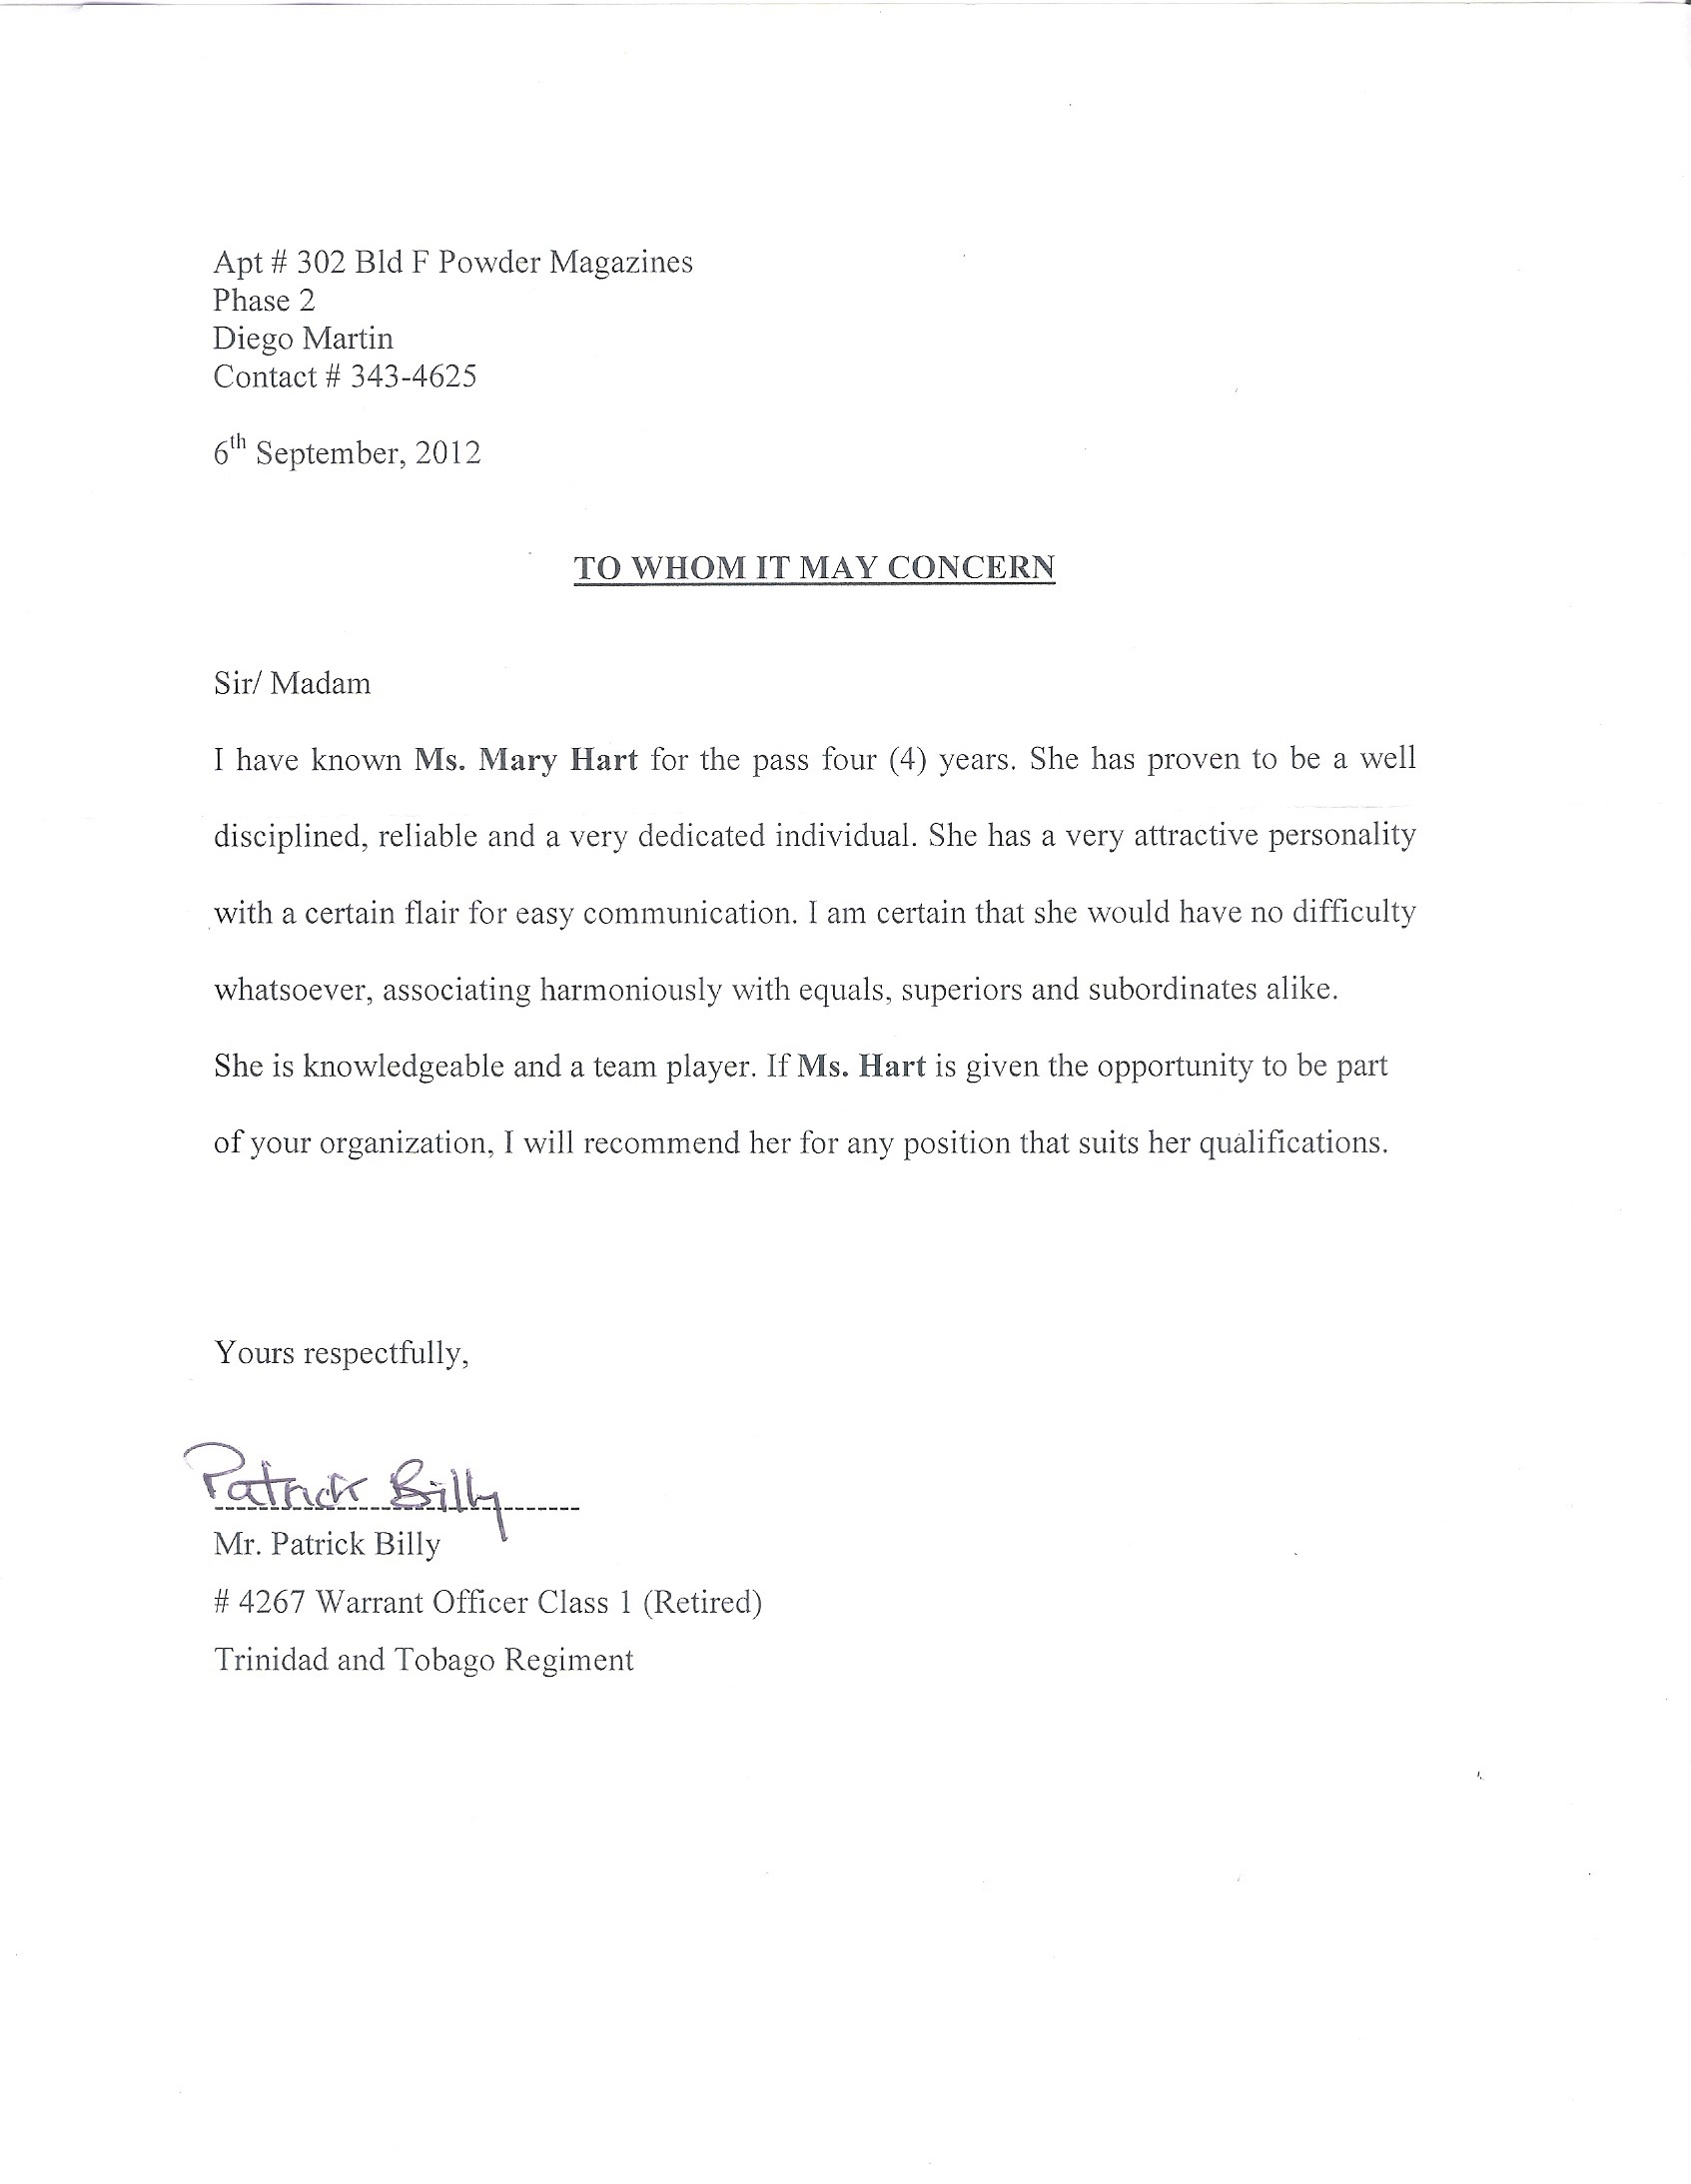 Apt # 302 Bld F Powder Magazines
Phase 2
Diego Martin
Contact # 343-4625
6th September, 2012
TO WHOM IT MAY CONCERN
Sir/ Madam
I have known Ms. Mary Hart for the pass four (4) years. She has proven to be a well
disciplined, reliable and a very dedicated individual. She has a very attractive personality
with a certain flair for easy communication. I am certain that she would have no difficulty
whatsoever, associating harmoniously with equals, superiors and subordinates alike.
She is knowledgeable and a team player. If Ms. Hart is given the opportunity to be part
of your organization, I will recommend her for any position that suits her qualifications.
Yours respectfully,
Patrick Billy
Mr. Patrick Billy
# 4267 Warrant Officer Class 1 (Retired)
Trinidad and Tobago Regiment